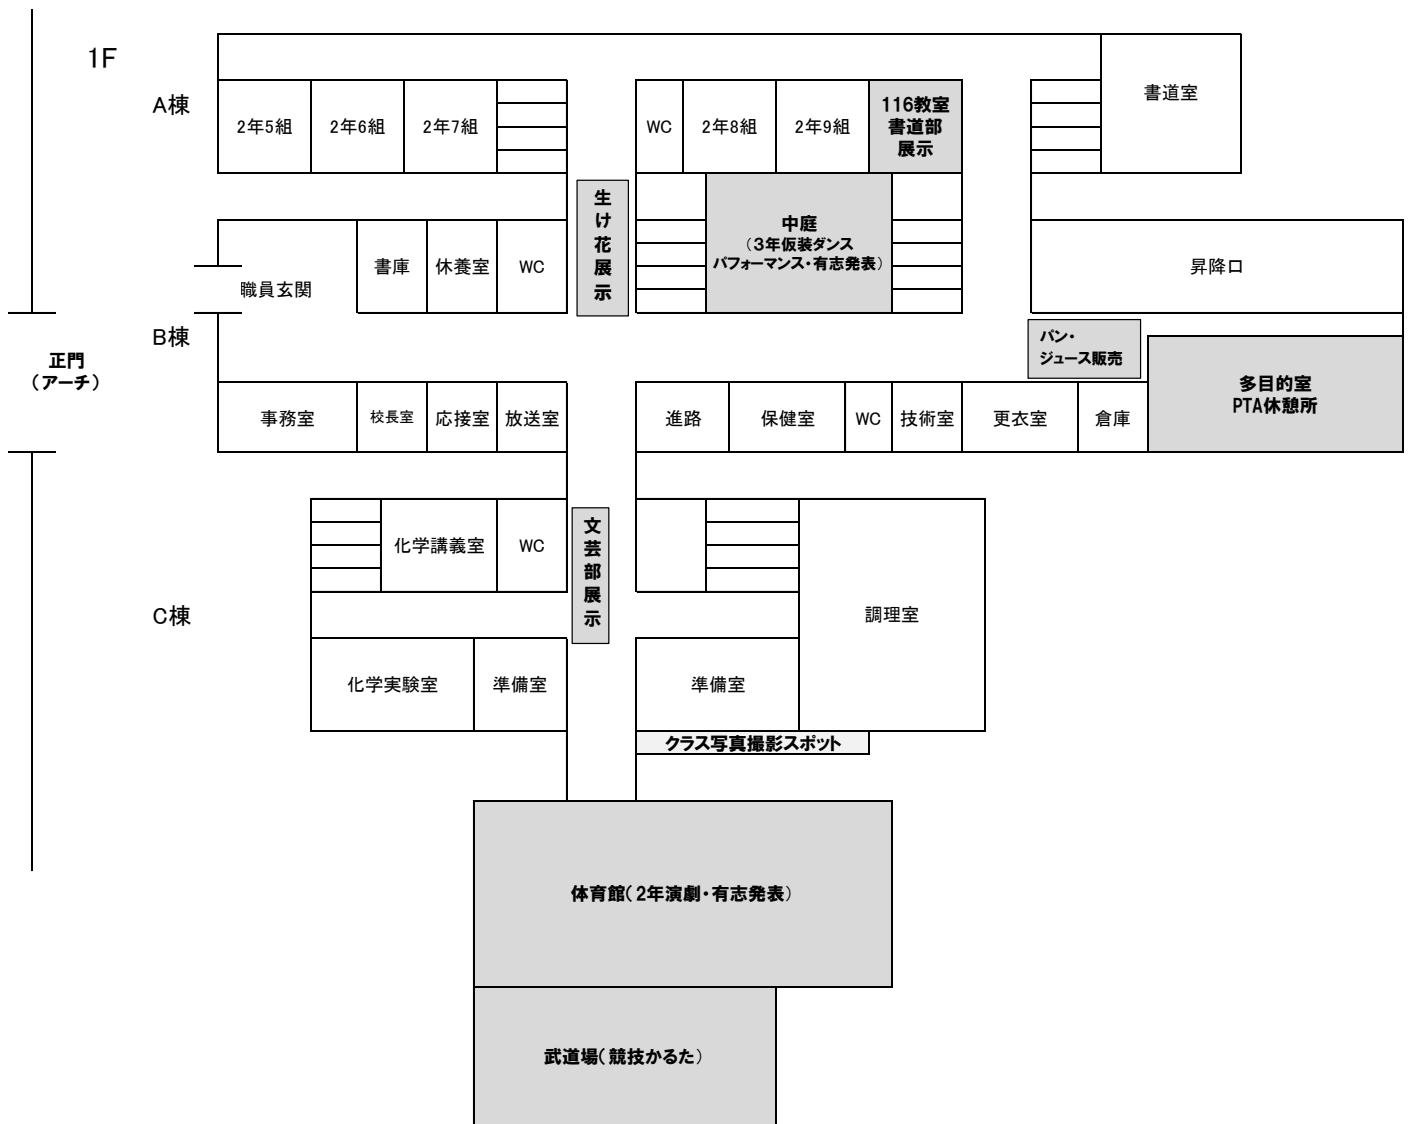 1F
A棟
2年5組
2年6組
2年7組
WC
2年8組
2年9組
116教室
書道部
展示
書道室
生け花展示
中庭
（3年仮装ダンス
パフォーマンス・有志発表）
職員玄関
書庫
休養室
WC
昇降口
B棟
正門
（アーチ）
パン・
ジュース販売
多目的室
PTA休憩所
事務室
校長室
応接室
放送室
進路
保健室
WC
技術室
更衣室
倉庫
化学講義室
WC
文芸部展示
C棟
調理室
化学実験室
準備室
準備室
クラス写真撮影スポット
体育館（2年演劇・有志発表）
武道場（競技かるた）